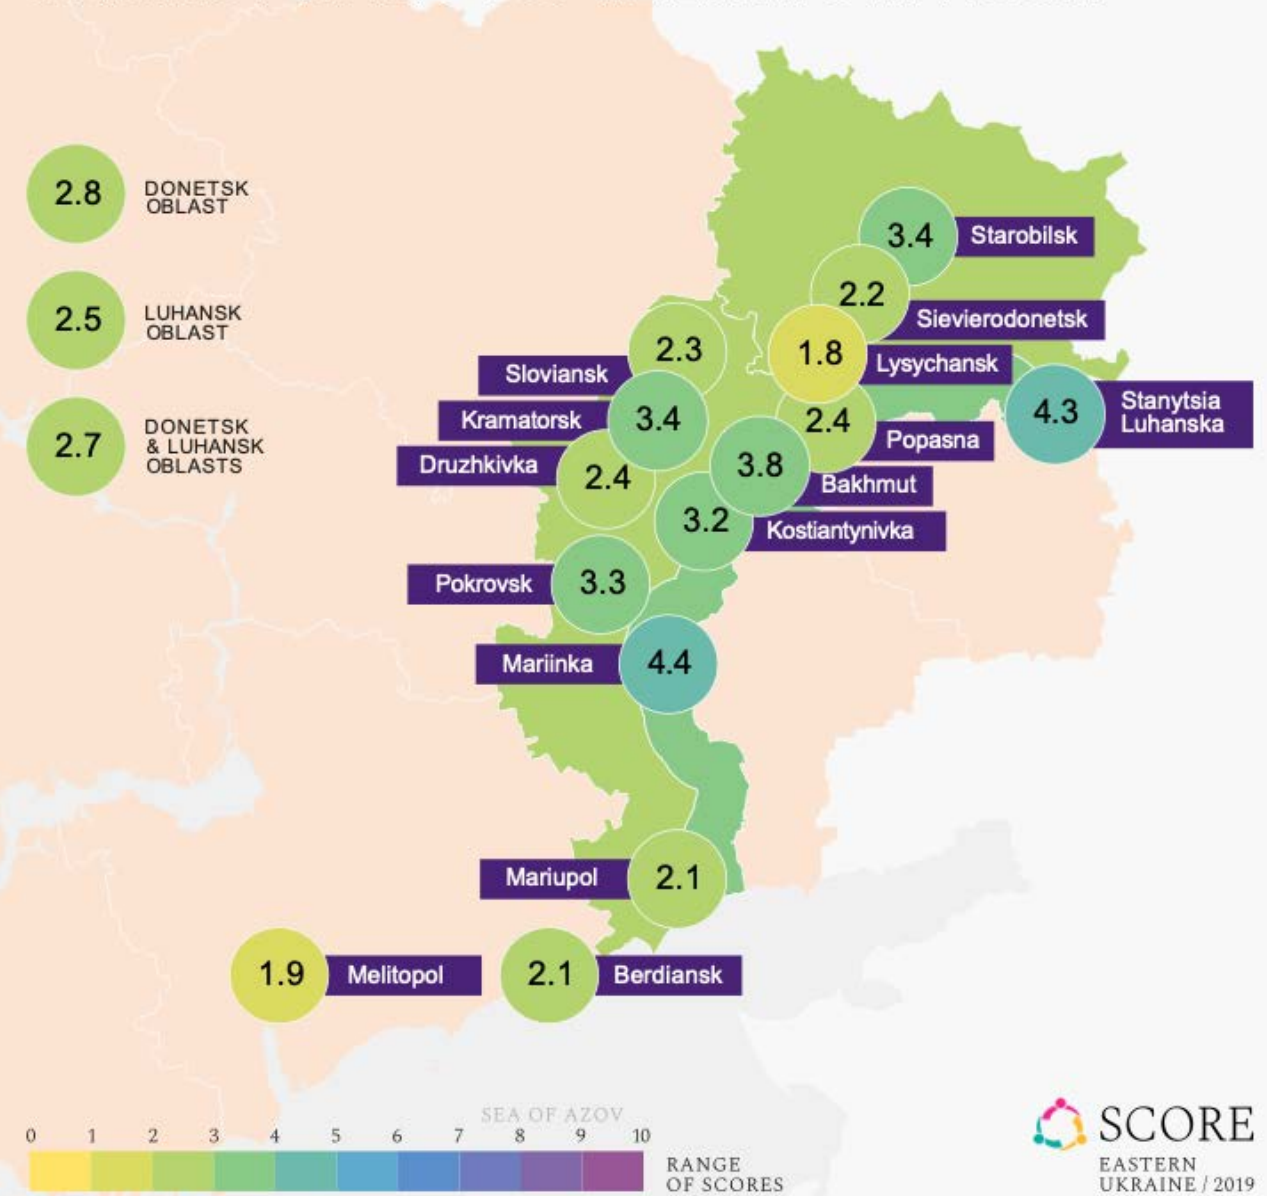 2.8
DONETSK
OBLAST
2.5
LUHANSK
OBLAST
2.7
DONETSK
& LUHANSK
OBLASTS
3.4
Starobilsk
2.2
Sievierodonetsk
2.3
Sloviansk
1.8
Lysychansk
3.4
Kramatorsk
4.3
Stanytsia
Luhanska
2.4
Popasna
2.4
Druzhkivka
3.8
Bakhmut
3.2
Kostiantynivka
3.3
Pokrovsk
4.4
Mariinka
2.1
Mariupol
1.9
Melitopol
2.1
Berdiansk
SEA OF AZOV
0 1 2 3 4 5 6 7 8 9 10
RANGE
OF SCORES
SCORE
EASTERN
UKRAINE / 2019